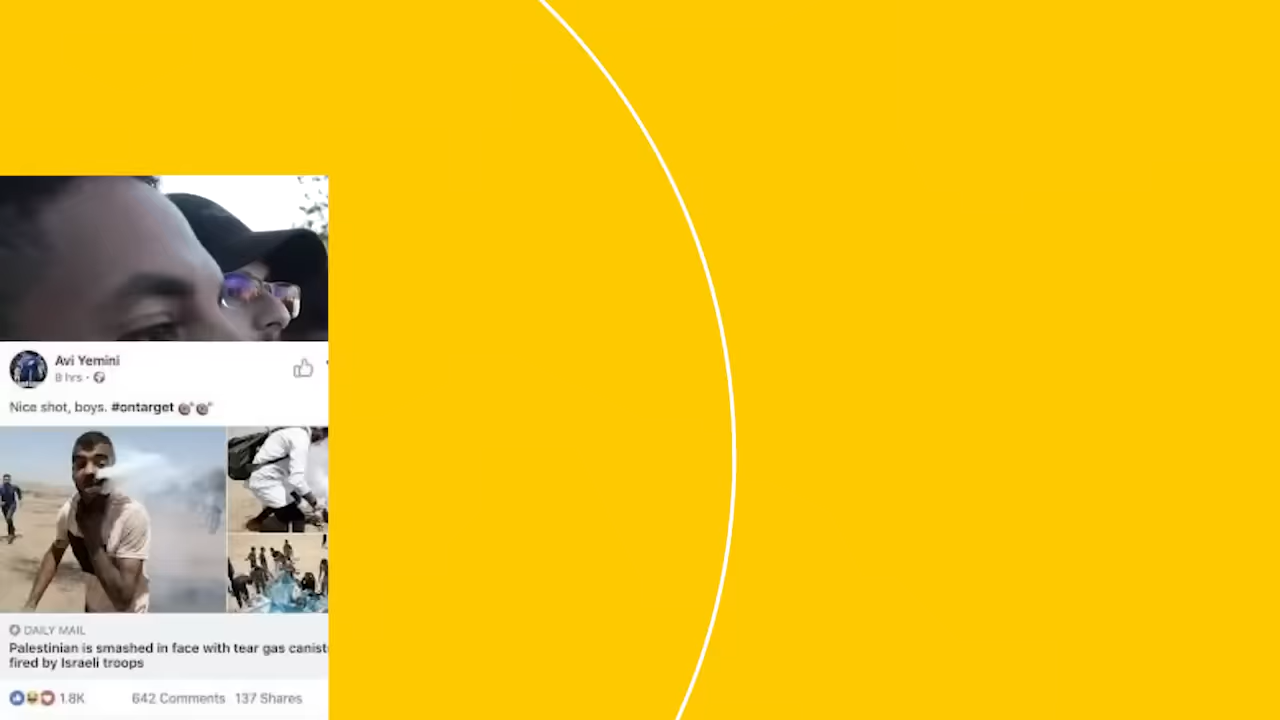 Avi Yemini
8 hrs
Nice shot, boys. #ontarget
DAILY MAIL
Palestinian is smashed in face with tear gas
fired by Israeli troops
1.8K 642 Comments 137 Shares